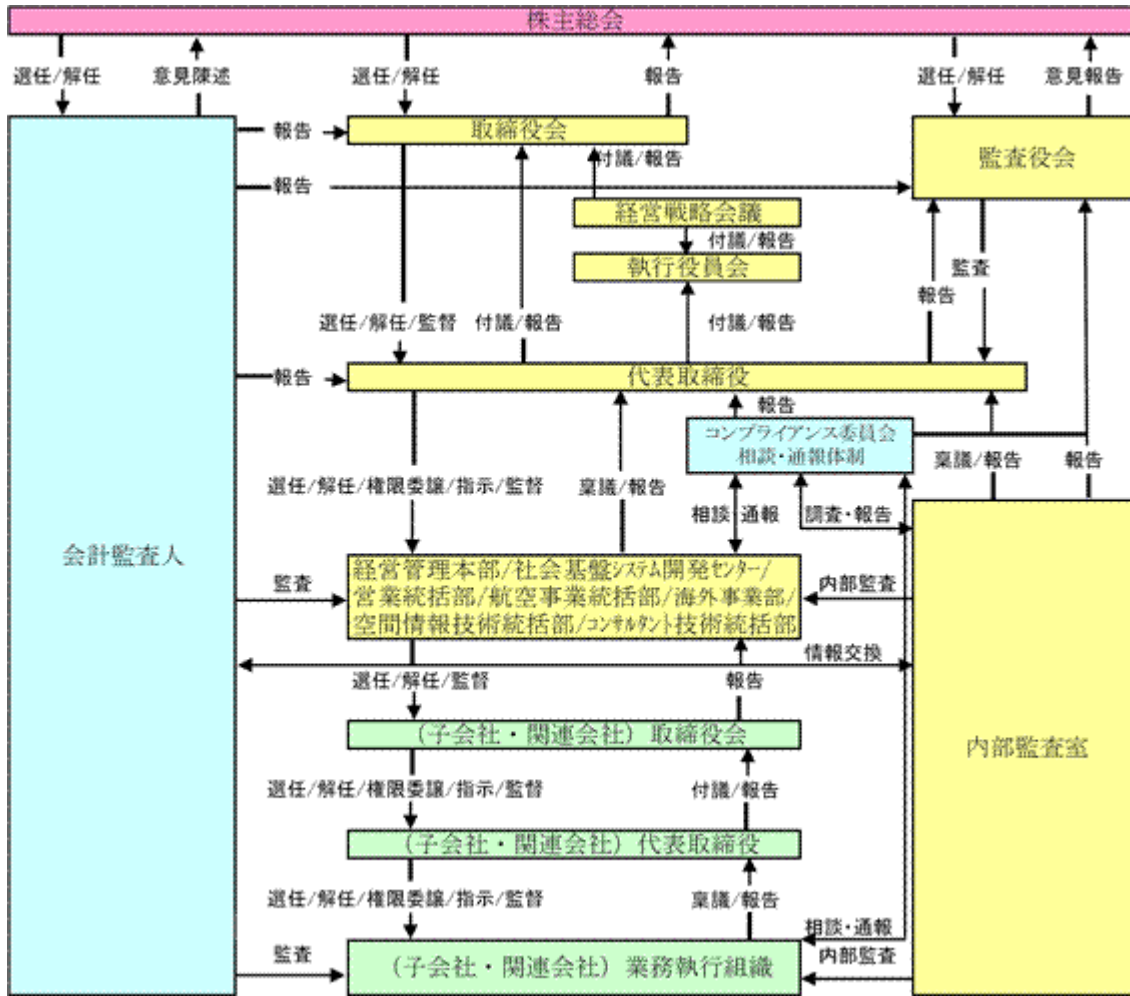 株主総会
選任/解任
意見陳述
選任/解任
報告
選任/解任
意見報告
報告
取締役会
監査役会
付議/報告
報告
経営戦略会議
付議/報告
執行役員会
監査
報告
選任/解任/監督
付議/報告
付議/報告
報告
代表取締役
報告
コンプライアンス委員会
相談・通報体制
稟議/報告
報告
選任/解任/権限委譲/指示/監督
稟議/報告
相談・通報
調査・報告
会計監査人
監査
経営管理本部/社会基盤システム開発センター/
営業統括部/航空事業統括部/海外事業部/
空間情報技術統括部/コンサルタント技術統括部
内部監査
情報交換
選任/解任/監督
報告
(子会社・関連会社) 取締役会
内部監査室
選任/解任/権限委譲/指示/監督
付議/報告
(子会社・関連会社) 代表取締役
選任/解任/権限委譲/指示/監督
稟議/報告
相談・通報
監査
(子会社・関連会社) 業務執行組織
内部監査